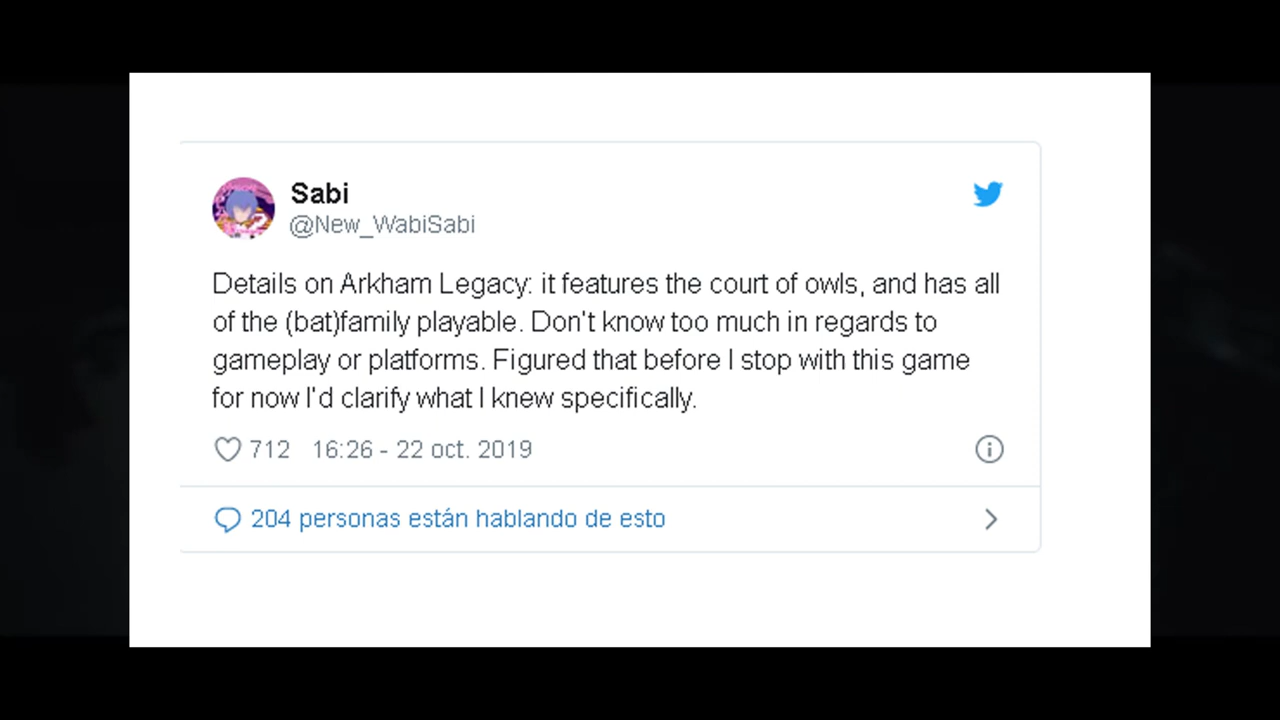 Sabi
@New_WabiSabi
Details on Arkham Legacy: it features the court of owls, and has all
of the (bat)family playable. Don't know too much in regards to
gameplay or platforms. Figured that before I stop with this game
for now I'd clarify what I knew specifically.
712 16:26 - 22 oct. 2019
204 personas están hablando de esto